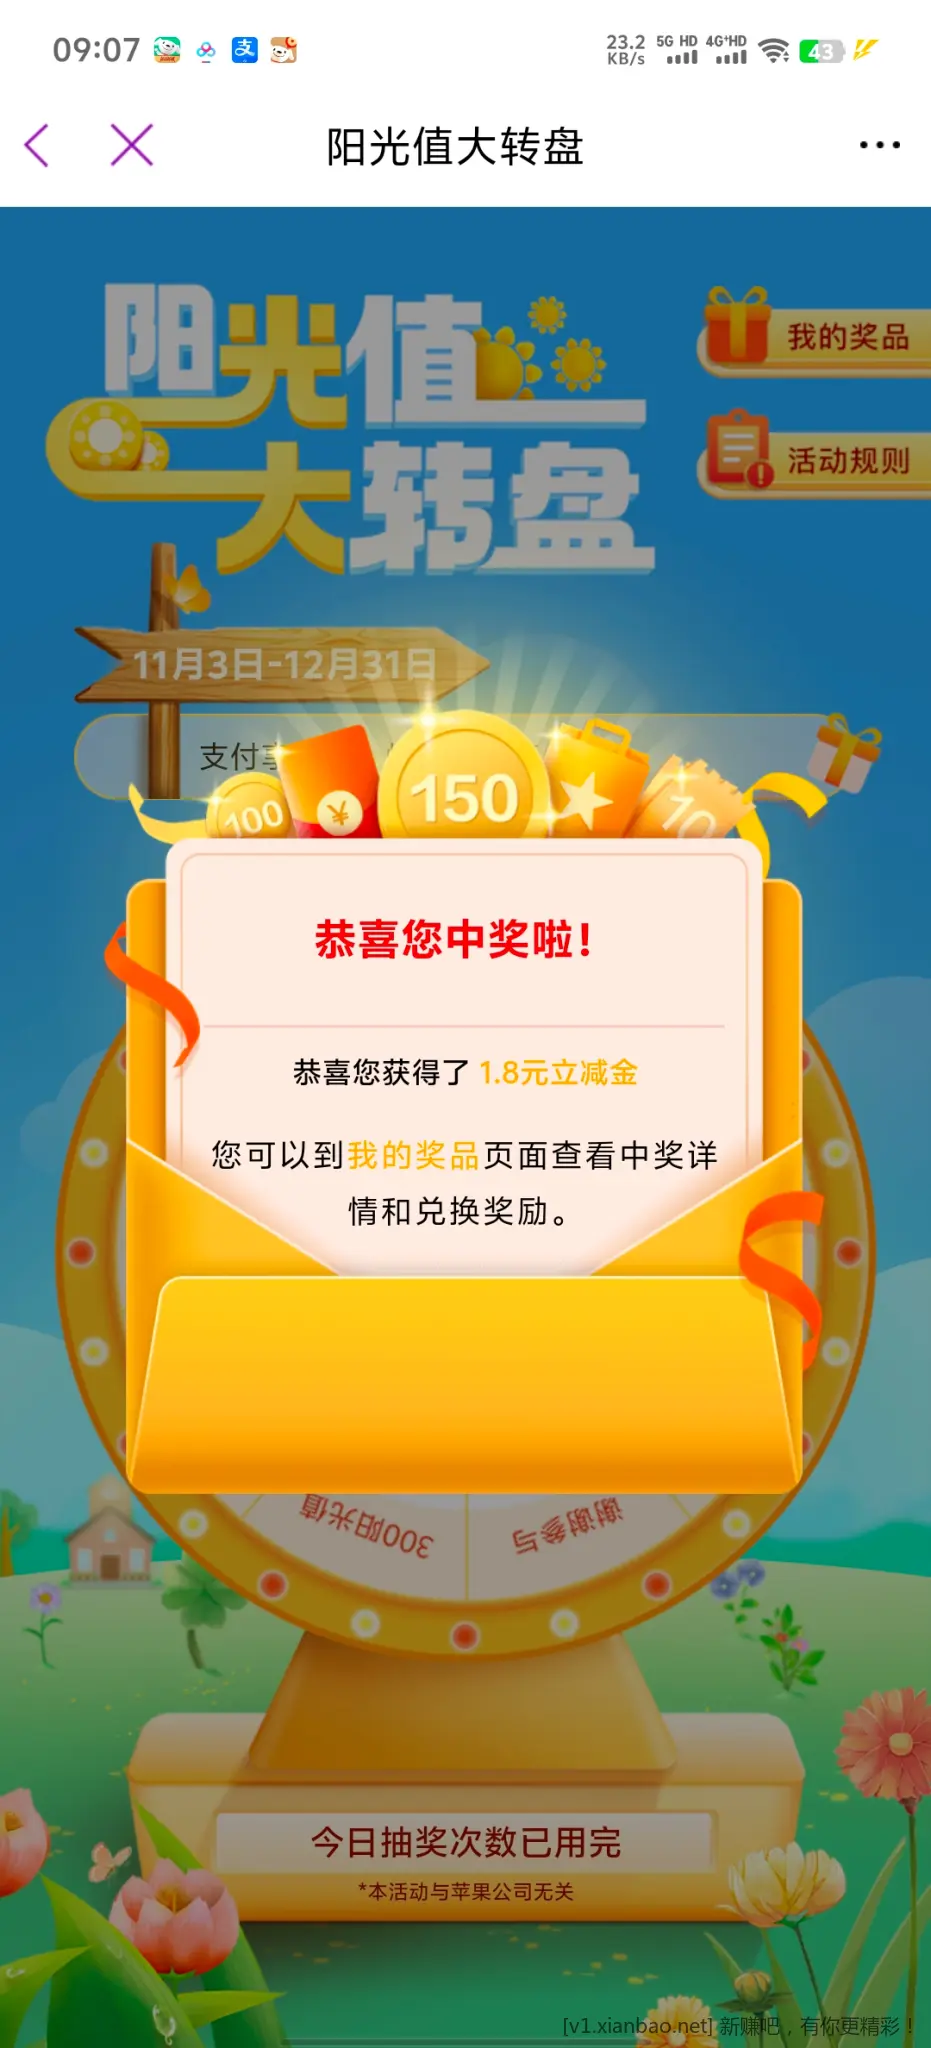 09:07
23.2 KB/s
5G HD 4G+HD
43
阳光值大转盘
阳光值
大转盘
我的奖品
活动规则
11月3日-12月31日
支付享
100
¥
150
10
恭喜您中奖啦！
恭喜您获得了 1.8元立减金
您可以到我的奖品页面查看中奖详
情和兑换奖励。
300阳光值
谢谢参与
今日抽奖次数已用完
*本活动与苹果公司无关
[v1.xianbao.net] 新赚吧，有你更精彩！